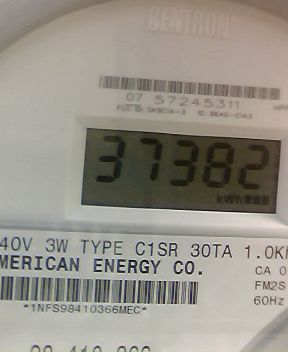 CENTRON
07 57245311
37382
kWh
40V 3W TYPE C1SR 30TA 1.0K
MERICAN ENERGY CO.
CA 0
FM2S
60Hz
*1NFS98410366MEC*